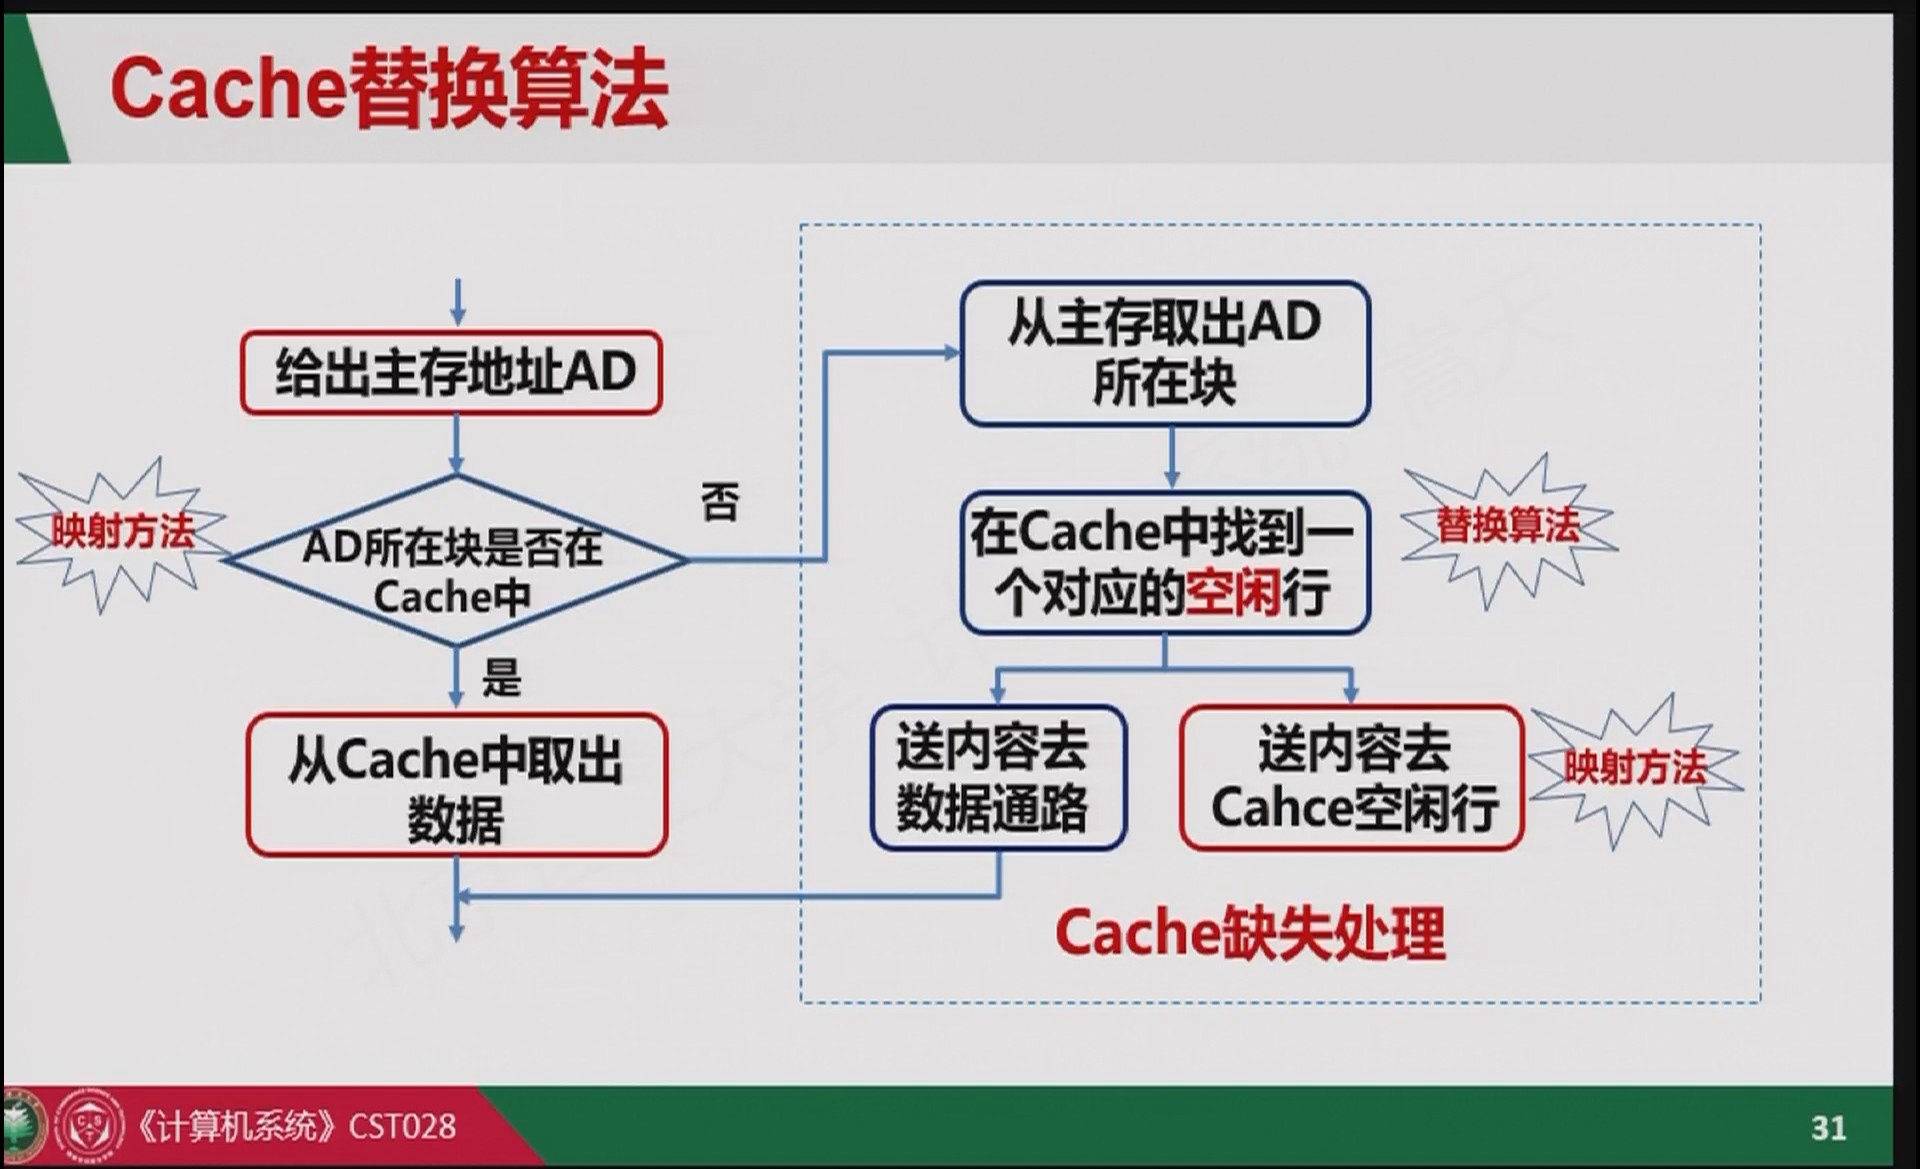 Cache替换算法
给出主存地址AD
映射方法
AD所在块是否在
Cache中
否
是
从Cache中取出
数据
从主存取出AD
所在块
在Cache中找到一
个对应的空闲行
替换算法
送内容去
数据通路
送内容去
Cahce空闲行
映射方法
Cache缺失处理
《计算机系统》CST028
31